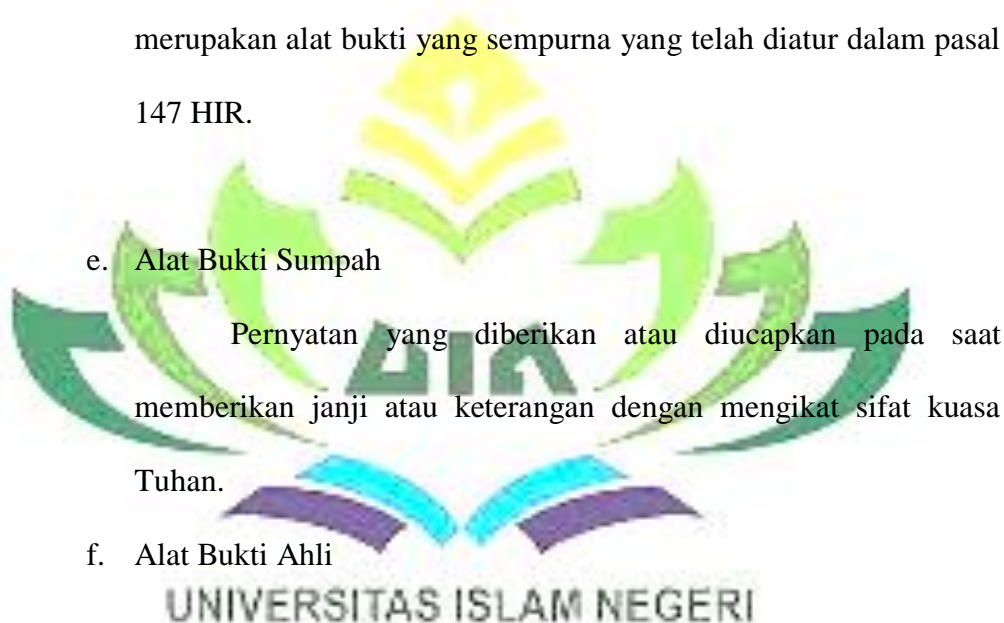 merupakan alat bukti yang sempurna yang telah diatur dalam pasal
147 HIR.
e. Alat Bukti Sumpah
Pernyatan yang diberikan atau diucapkan pada saat
memberikan janji atau keterangan dengan mengikat sifat kuasa
Tuhan.
f. Alat Bukti Ahli
UNIVERSITAS ISLAM NEGERI